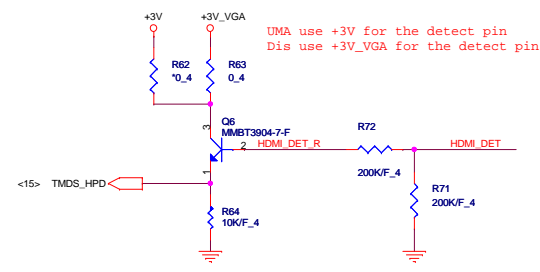 +3V
+3V_VGA
UMA use +3V for the detect pin
Dis use +3V_VGA for the detect pin
R62
*0_4
R63
0_4
Q6
MMBT3904-7-F
3
2
1
HDMI_DET_R
R72
200K/F_4
HDMI_DET
R71
200K/F_4
<15>
TMDS_HPD
R64
10K/F_4